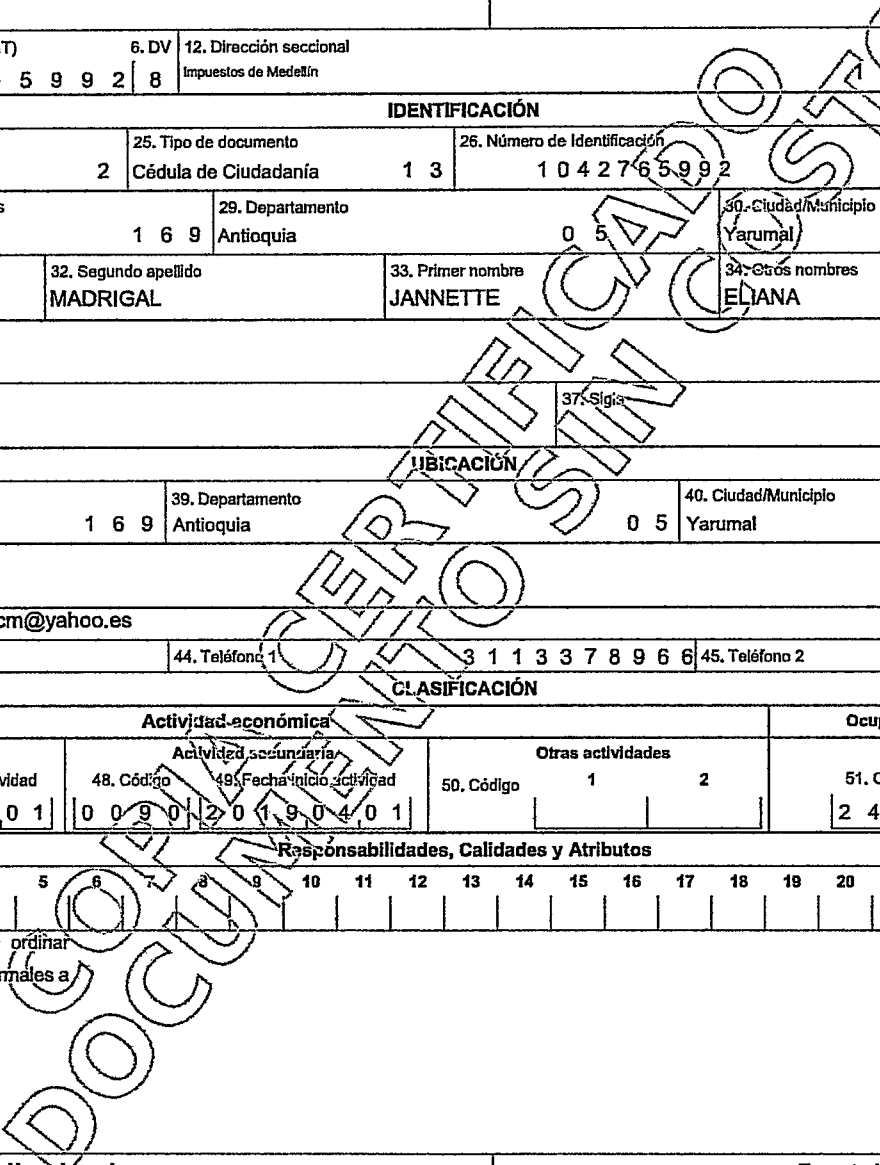 T) 6. DV 12. Dirección seccional
5 9 9 2 8 Impuestos de Medellín
IDENTIFICACIÓN
25. Tipo de documento 26. Número de Identificación
2 Cédula de Ciudadanía 1 3 1 0 4 2 7 6 5 9 9 2
s 29. Departamento 30. Ciudad/Municipio
1 6 9 Antioquia 0 5 Yarumal
32. Segundo apellido 33. Primer nombre 34. Otros nombres
MADRIGAL JANNETTE ELIANA
37. Sigla
UBICACIÓN
39. Departamento 40. Ciudad/Municipio
1 6 9 Antioquia 0 5 Yarumal
cm@yahoo.es
44. Teléfono 1 3 1 1 3 3 7 8 9 6 6 45. Teléfono 2
CLASIFICACIÓN
Actividad económica Ocup
Actividad secundaria Otras actividades
vidad 48. Código 49. Fecha inicio actividad 50. Código 1 2 51. C
0 1 0 0 9 0 2 0 1 9 0 4 0 1 2 4
Responsabilidades, Calidades y Atributos
5 6 7 8 9 10 11 12 13 14 15 16 17 18 19 20
ordinar
rmales a
COPIA CERTIFICADO
DOCUMENTO SIN COSTO